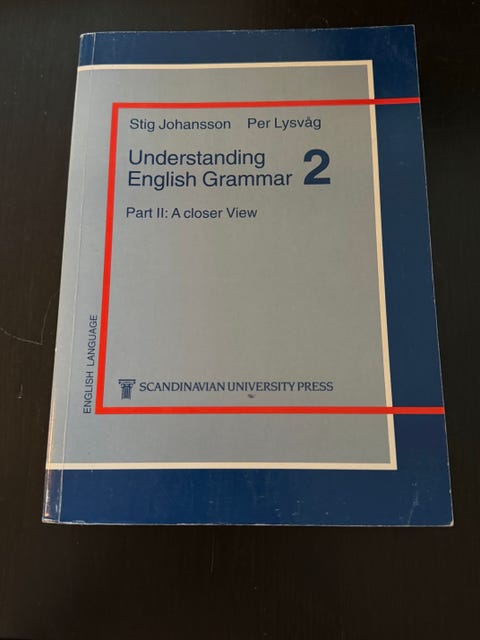 Stig Johansson Per Lysvåg
Understanding
English Grammar 2
Part II: A closer View
ENGLISH LANGUAGE
SCANDINAVIAN UNIVERSITY PRESS